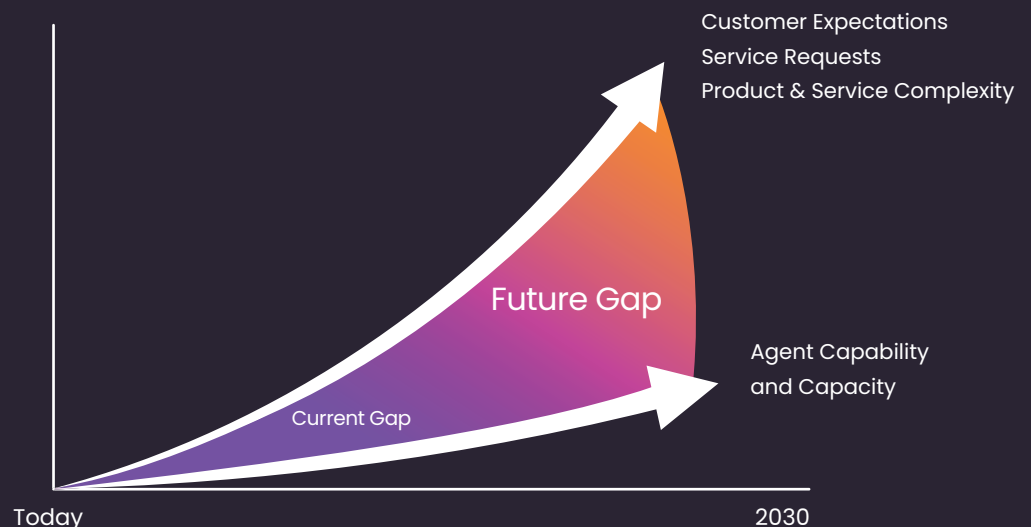 Customer Expectations
Service Requests
Product & Service Complexity
Future Gap
Agent Capability
and Capacity
Current Gap
Today
2030